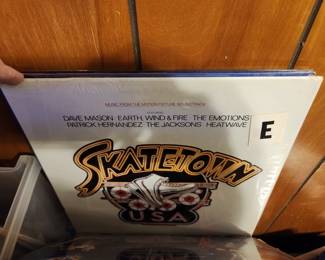 MUSIC FROM THE MOTION PICTURE SOUNDTRACK
DAVE MASON · EARTH, WIND & FIRE · THE EMOTIONS
PATRICK HERNANDEZ · THE JACKSONS · HEATWAVE
E
SKATETOWN
U.S.A.